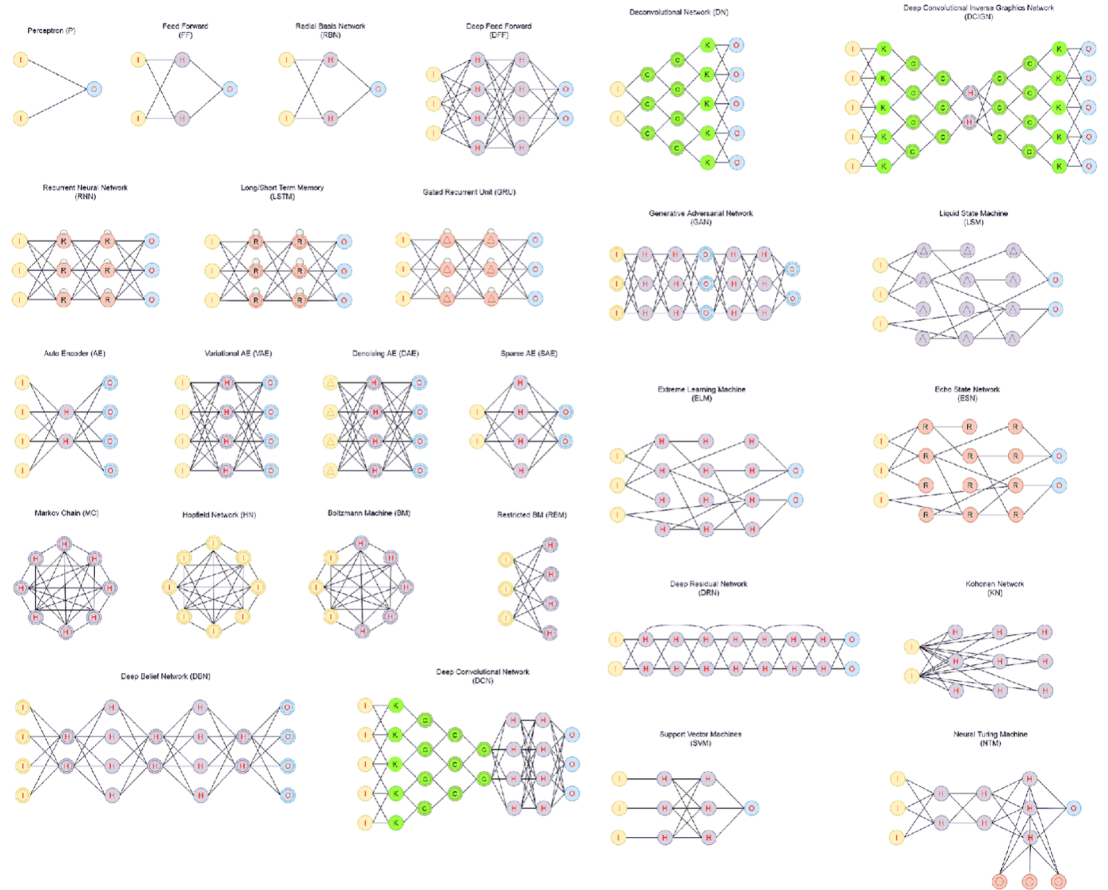 Perceptron (P)
Feed Forward
(FF)
Radial Basis Network
(RBN)
Deep Feed Forward
(DFF)
Deconvolutional Network (DN)
Deep Convolutional Inverse Graphics Network
(DCIGN)
Recurrent Neural Network
(RNN)
Long/Short Term Memory
(LSTM)
Gated Recurrent Unit (GRU)
Generative Adversarial Network
(GAN)
Liquid State Machine
(LSM)
Auto Encoder (AE)
Variational AE (VAE)
Denoising AE (DAE)
Sparse AE (SAE)
Extreme Learning Machine
(ELM)
Echo State Network
(ESN)
Markov Chain (MC)
Hopfield Network (HN)
Boltzmann Machine (BM)
Restricted BM (RBM)
Deep Residual Network
(DRN)
Kohonen Network
(KN)
Deep Belief Network (DBN)
Deep Convolutional Network
(DCN)
Support Vector Machines
(SVM)
Neural Turing Machine
(NTM)